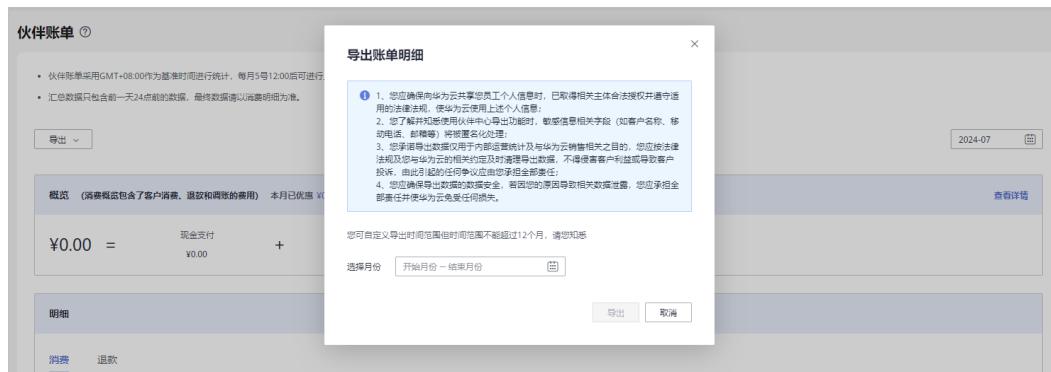 伙伴账单
• 伙伴账单采用GMT+08:00作为基准时间进行统计，每月5号12:00后可进行
• 汇总数据只包含前一天24点前的数据，最终数据请以消费明细为准。
导出
2024-07
概览 (消费概览包含了客户消费、退款和调账的费用) 本月已优惠
查看详情
¥0.00 =
现金支付
¥0.00
+
明细
消费 退款
导出账单明细
1、您应确保向华为云共享您员工个人信息时，已取得相关主体合法授权并遵守适
用的法律法规，使华为云使用上述个人信息；
2、您了解并知悉使用伙伴中心导出功能时，敏感信息相关字段（如客户名称、移
动电话、邮箱等）将被匿名化处理；
3、您承诺导出数据仅用于内部运营统计及与华为云销售相关之目的，您应按法律
法规及您与华为云的相关约定及时清理导出数据，不得侵害客户利益或导致客户
投诉，由此引起的任何争议应由您承担全部责任；
4、您应确保导出数据的数据安全，若因您的原因导致相关数据泄露，您应承担全
部责任并使华为云免受任何损失。
您可自定义导出时间范围但时间范围不能超过12个月，请您知悉
选择月份 开始月份 – 结束月份
导出 取消